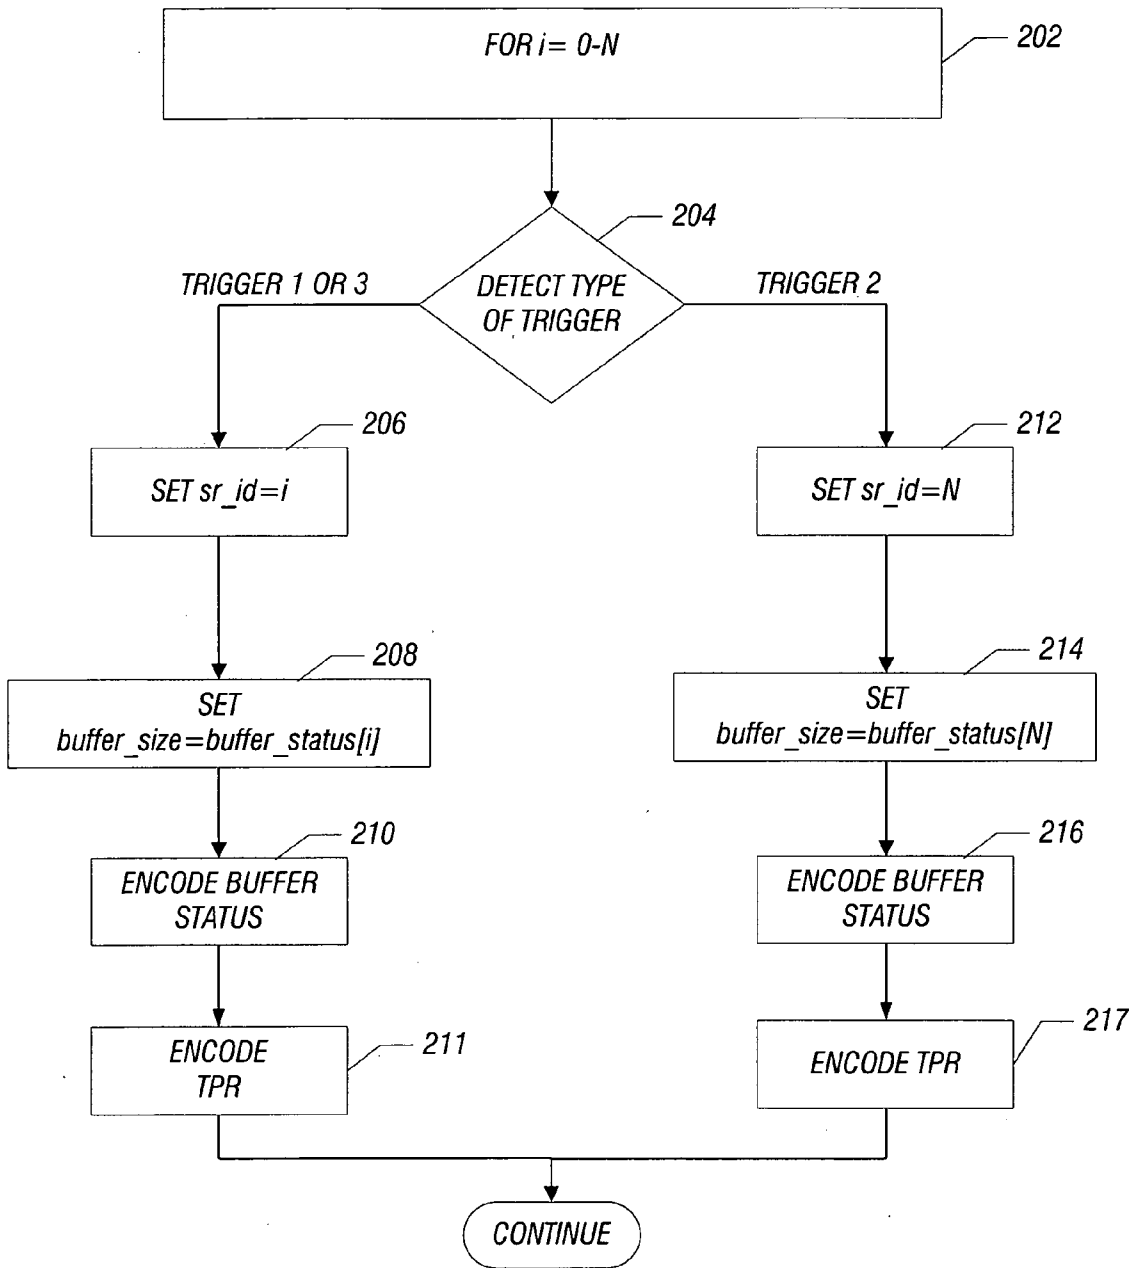 FOR i= 0-N
202
204
DETECT TYPE
OF TRIGGER
TRIGGER 1 OR 3
TRIGGER 2
206
SET sr_id=i
212
SET sr_id=N
208
SET
buffer_size=buffer_status[i]
214
SET
buffer_size=buffer_status[N]
210
ENCODE BUFFER
STATUS
216
ENCODE BUFFER
STATUS
211
ENCODE
TPR
217
ENCODE TPR
CONTINUE